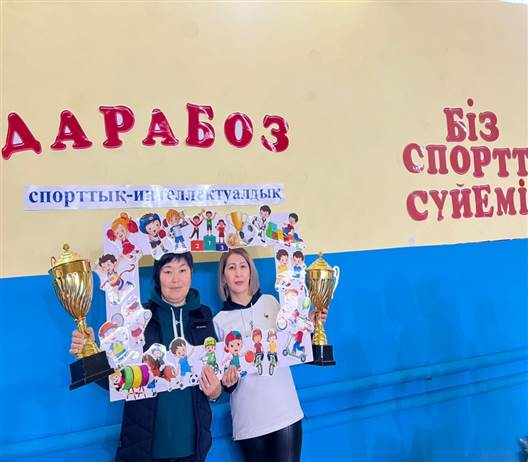 ДАРАБОЗ
спорттық-интеллектуалдық
БІЗ
СПОРТТ
СҮЙЕМІ